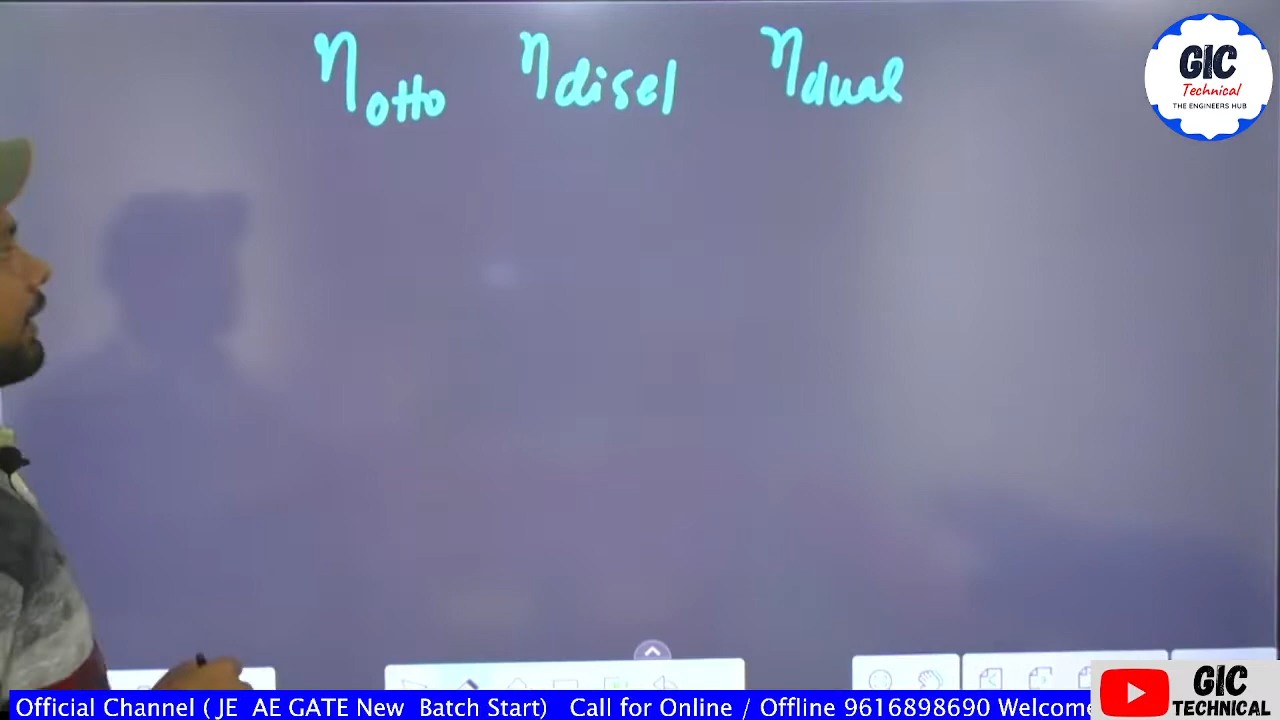 ηotto ηdisel ηdual
GIC
Technical
THE ENGINEERS HUB
Official Channel ( JE AE GATE New Batch Start) Call for Online / Offline 9616898690 Welcome
GIC
TECHNICAL